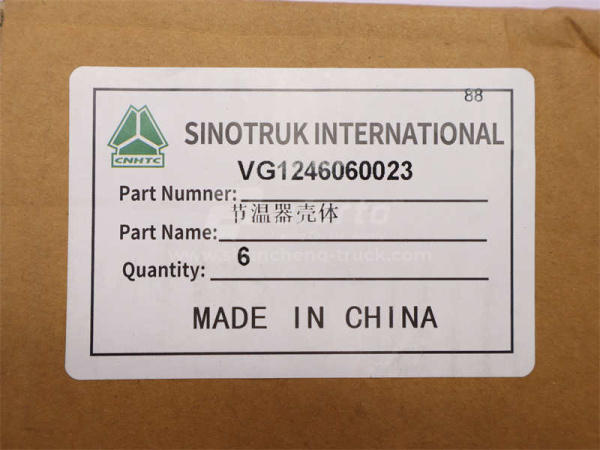 88
SINOTRUK INTERNATIONAL
CNHTC
VG1246060023
Part Numner:
节温器壳体
Part Name:
Quantity: 6
MADE IN CHINA